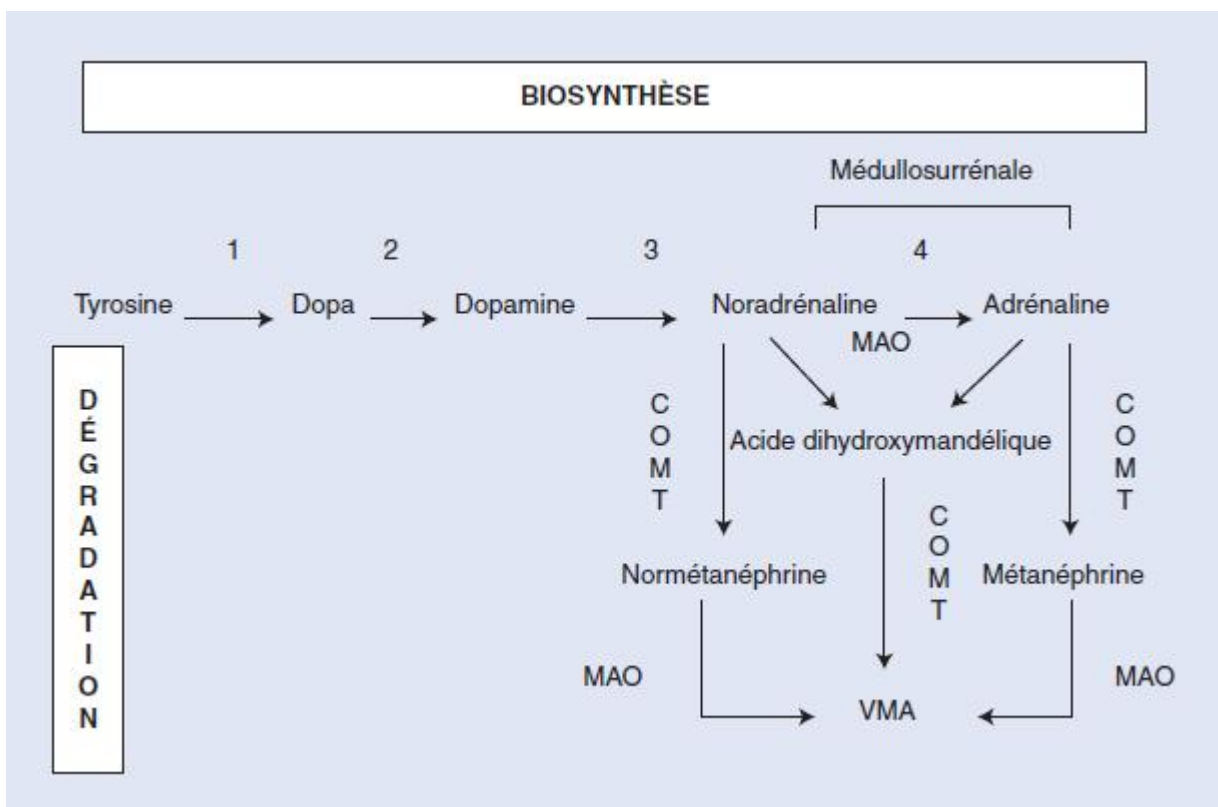 BIOSYNTHÈSE
Médullosurrénale
1 2 3 4
Tyrosine Dopa Dopamine Noradrénaline Adrénaline
MAO
DÉGRADATION
COMT
COMT
Acide dihydroxymandélique
COMT
Normétanéphrine Métanéphrine
MAO MAO
VMA